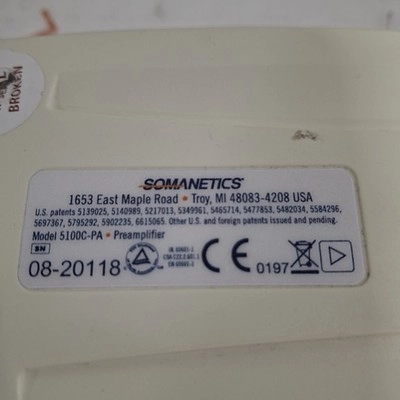 BROKEN
SOMANETICS
1653 East Maple Road • Troy, MI 48083-4208 USA
U.S. patents 5139025, 5140989, 5217013, 5349961, 5465714, 5477853, 5482034, 5584296,
5697367, 5795292, 5902235, 6615065. Other U.S. and foreign patents issued and pending.
Model 5100C-PA • Preamplifier
SN
08-20118
CE 0197